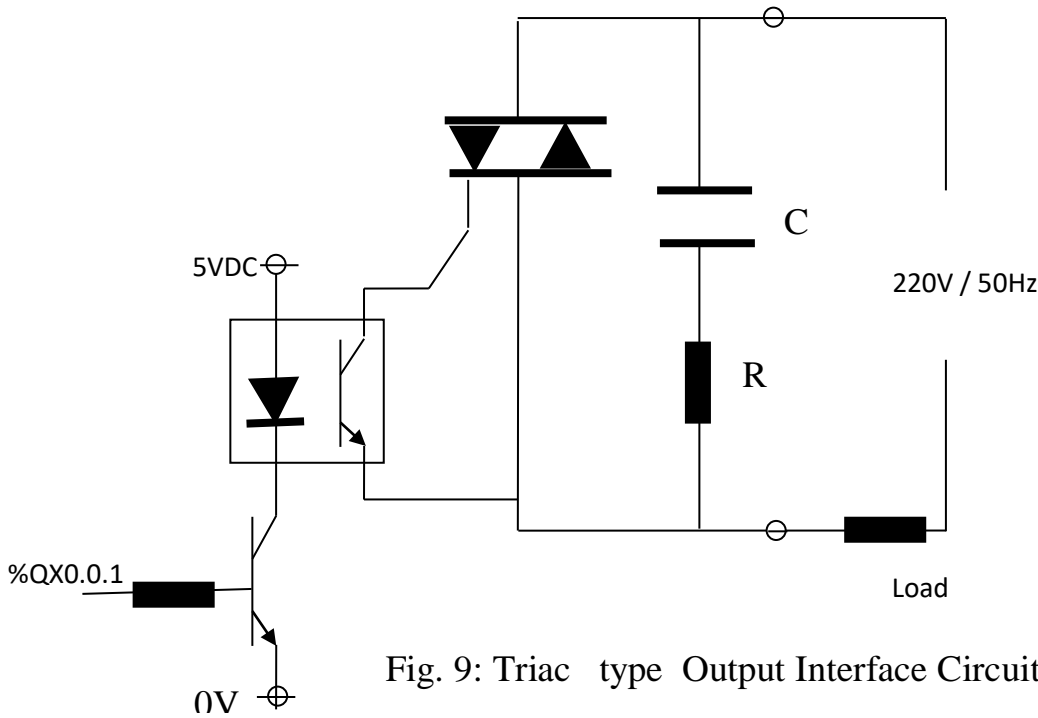 C
5VDC
220V / 50Hz
R
%QX0.0.1
Load
Fig. 9: Triac type Output Interface Circuit
0V